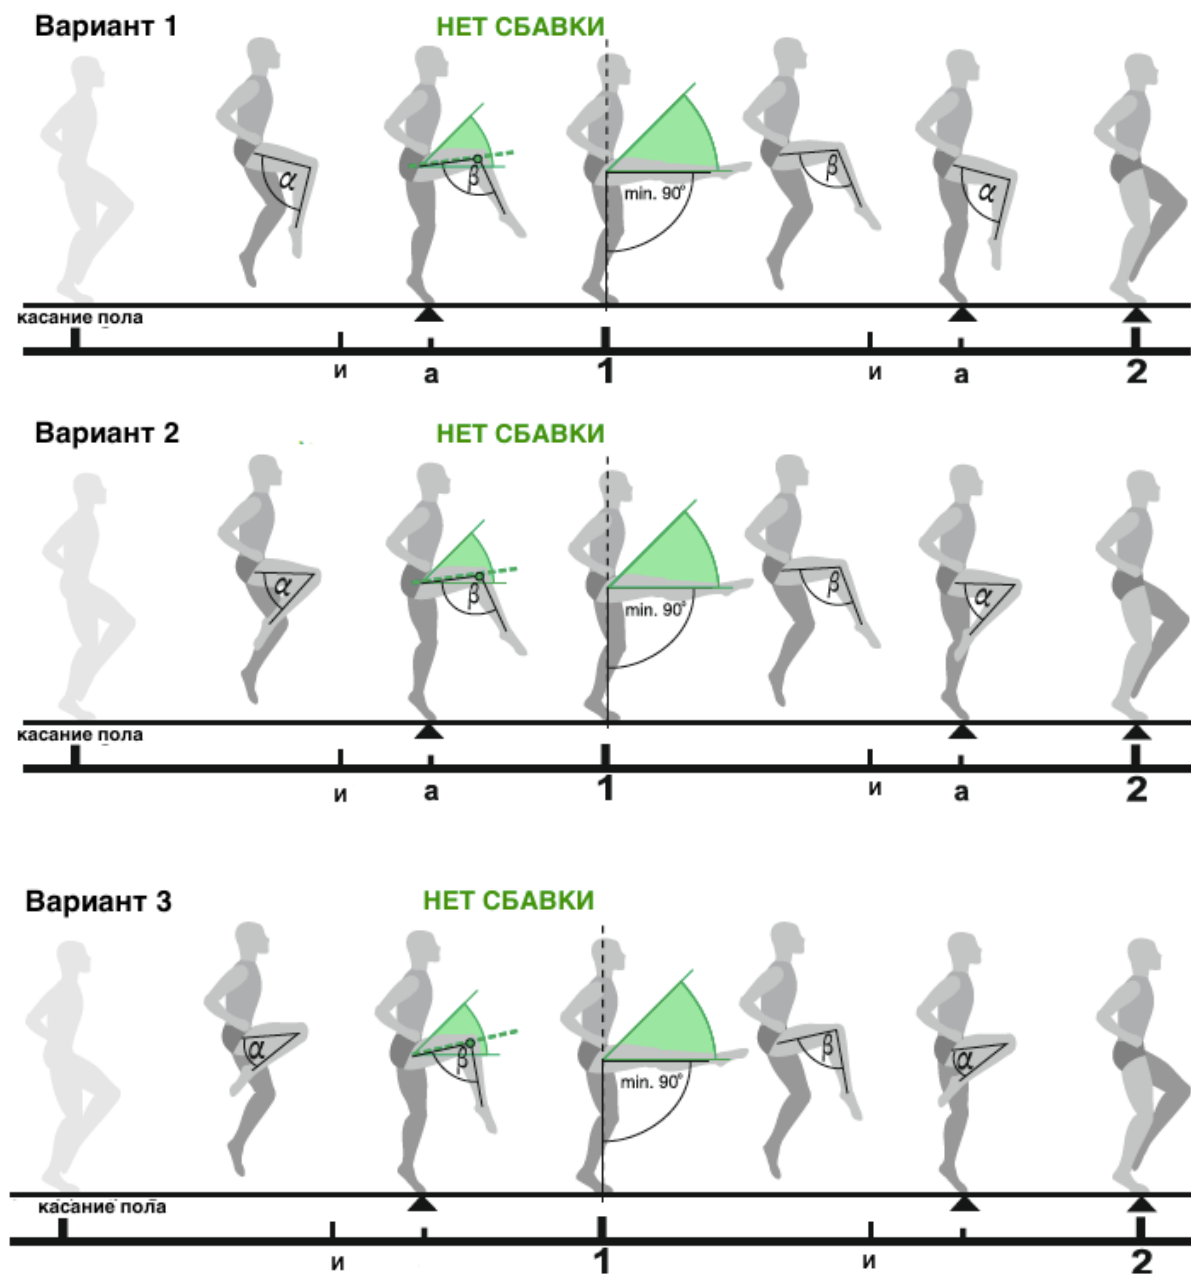 Вариант 1
НЕТ СБАВКИ
α
β
min. 90°
β
α
касание пола
и
а
1
и
а
2
Вариант 2
НЕТ СБАВКИ
α
β
min. 90°
β
α
касание пола
и
а
1
и
а
2
Вариант 3
НЕТ СБАВКИ
α
β
min. 90°
β
α
касание пола
и
1
и
2